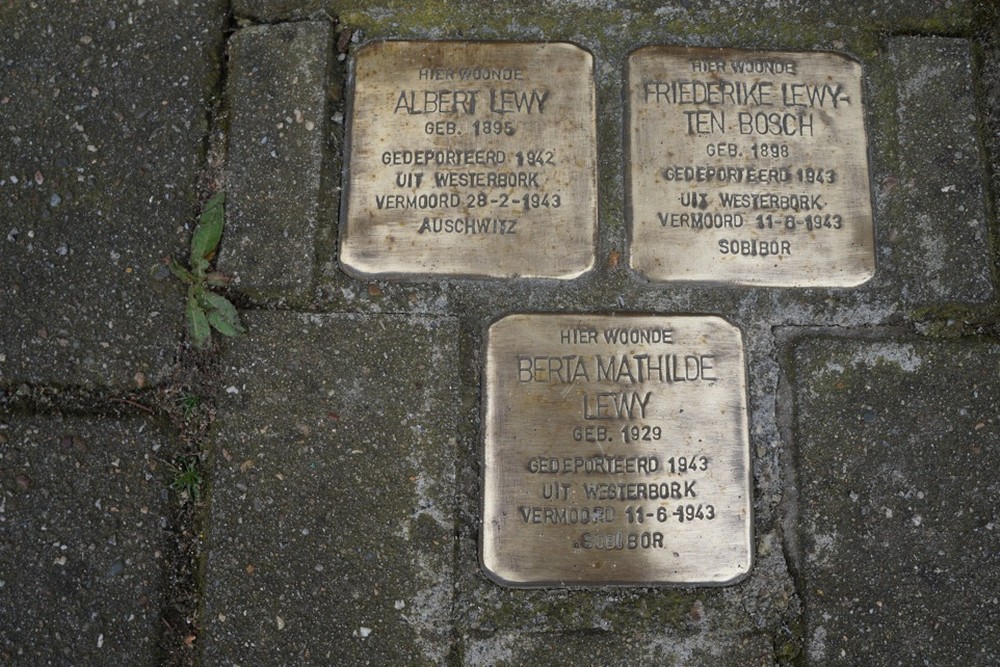 HIER WOONDE
ALBERT LEWY
GEB. 1895
GEDEPORTEERD 1942
UIT WESTERBORK
VERMOORD 28-2-1943
AUSCHWITZ
HIER WOONDE
FRIEDERIKE LEWY-
TEN BOSCH
GEB. 1898
GEDEPORTEERD 1943
UIT WESTERBORK
VERMOORD 11-6-1943
SOBIBOR
HIER WOONDE
BERTA MATHILDE
LEWY
GEB. 1929
GEDEPORTEERD 1943
UIT WESTERBORK
VERMOORD 11-6-1943
SOBIBOR